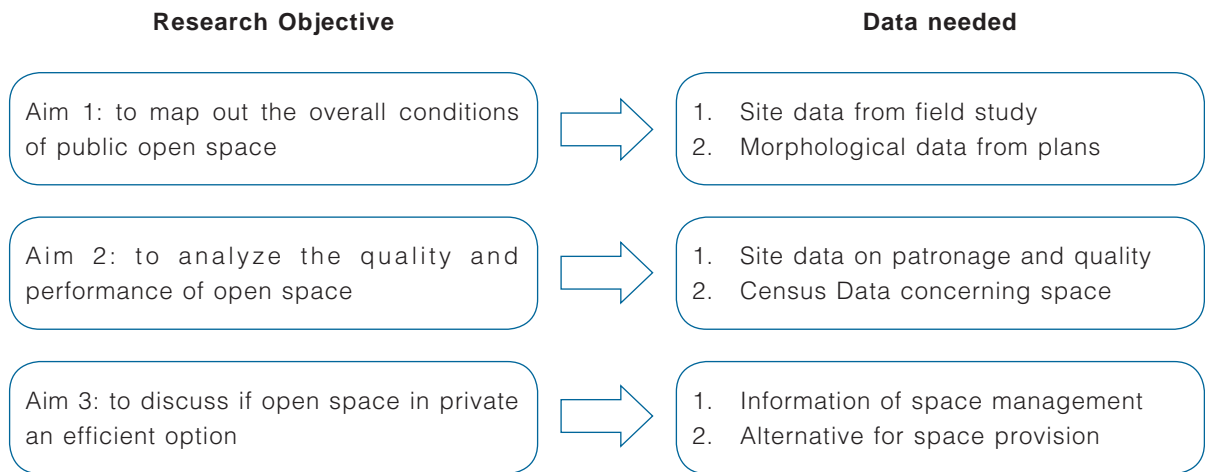 Research Objective
Data needed
Aim 1: to map out the overall conditions
of public open space
1. Site data from field study
2. Morphological data from plans
Aim 2: to analyze the quality and
performance of open space
1. Site data on patronage and quality
2. Census Data concerning space
Aim 3: to discuss if open space in private
an efficient option
1. Information of space management
2. Alternative for space provision